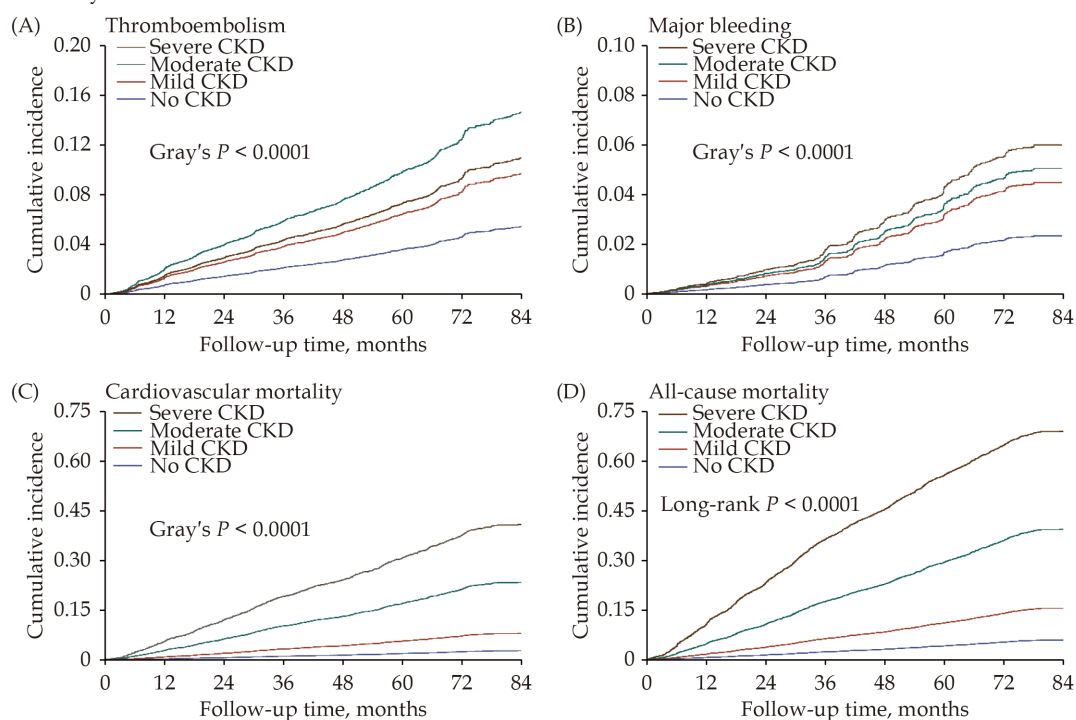 (A) Thromboembolism
0.20
0.16
0.12
0.08
0.04
0
Cumulative incidence
Severe CKD
Moderate CKD
Mild CKD
No CKD
Gray's P < 0.0001
0 12 24 36 48 60 72 84
Follow-up time, months
(B) Major bleeding
0.10
0.08
0.06
0.04
0.02
0
Cumulative incidence
Severe CKD
Moderate CKD
Mild CKD
No CKD
Gray's P < 0.0001
0 12 24 36 48 60 72 84
Follow-up time, months
(C) Cardiovascular mortality
0.75
0.60
0.45
0.30
0.15
0
Cumulative incidence
Severe CKD
Moderate CKD
Mild CKD
No CKD
Gray's P < 0.0001
0 12 24 36 48 60 72 84
Follow-up time, months
(D) All-cause mortality
0.75
0.60
0.45
0.30
0.15
0
Cumulative incidence
Severe CKD
Moderate CKD
Mild CKD
No CKD
Long-rank P < 0.0001
0 12 24 36 48 60 72 84
Follow-up time, months